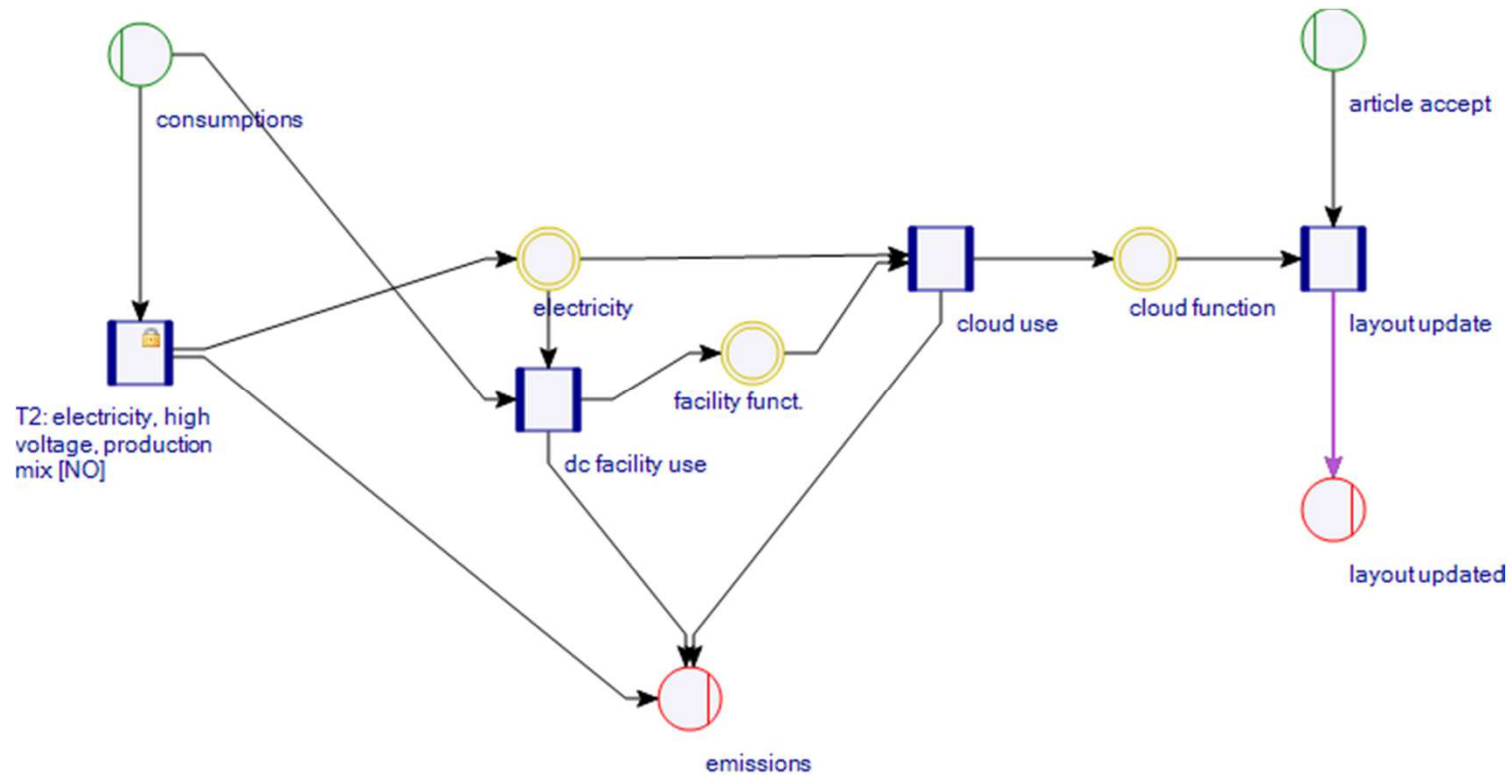 consumptions
article accept
electricity
cloud use
cloud function
layout update
facility funct.
T2: electricity, high
voltage, production
mix [NO]
dc facility use
layout updated
emissions